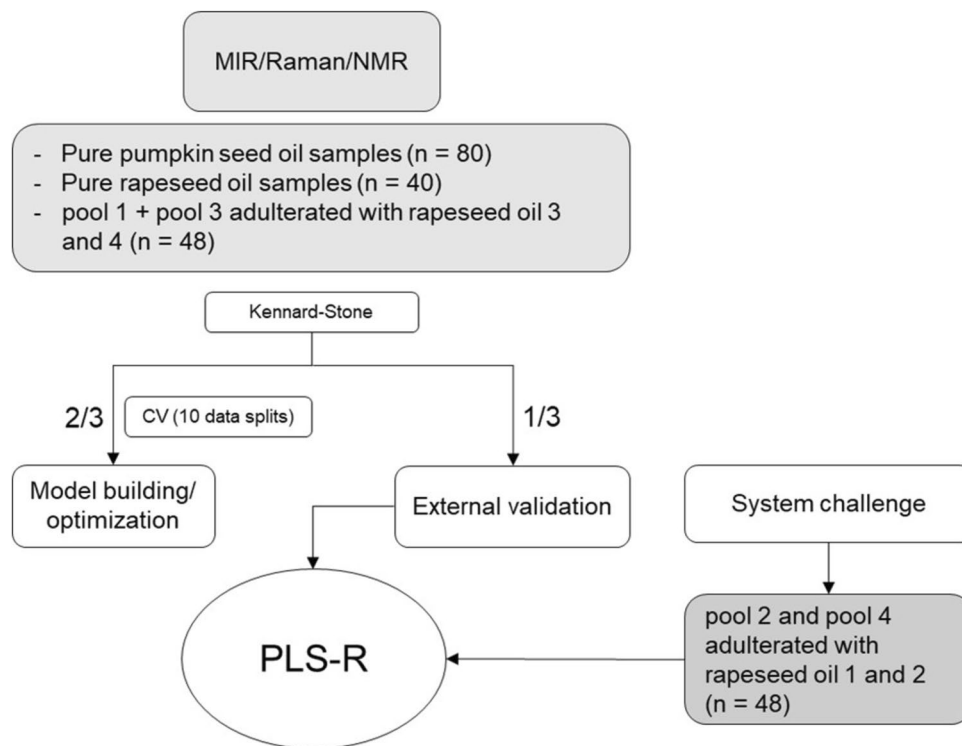 MIR/Raman/NMR
- Pure pumpkin seed oil samples (n = 80)
- Pure rapeseed oil samples (n = 40)
- pool 1 + pool 3 adulterated with rapeseed oil 3
and 4 (n = 48)
Kennard-Stone
2/3
CV (10 data splits)
1/3
Model building/
optimization
External validation
System challenge
PLS-R
pool 2 and pool 4
adulterated with
rapeseed oil 1 and 2
(n = 48)